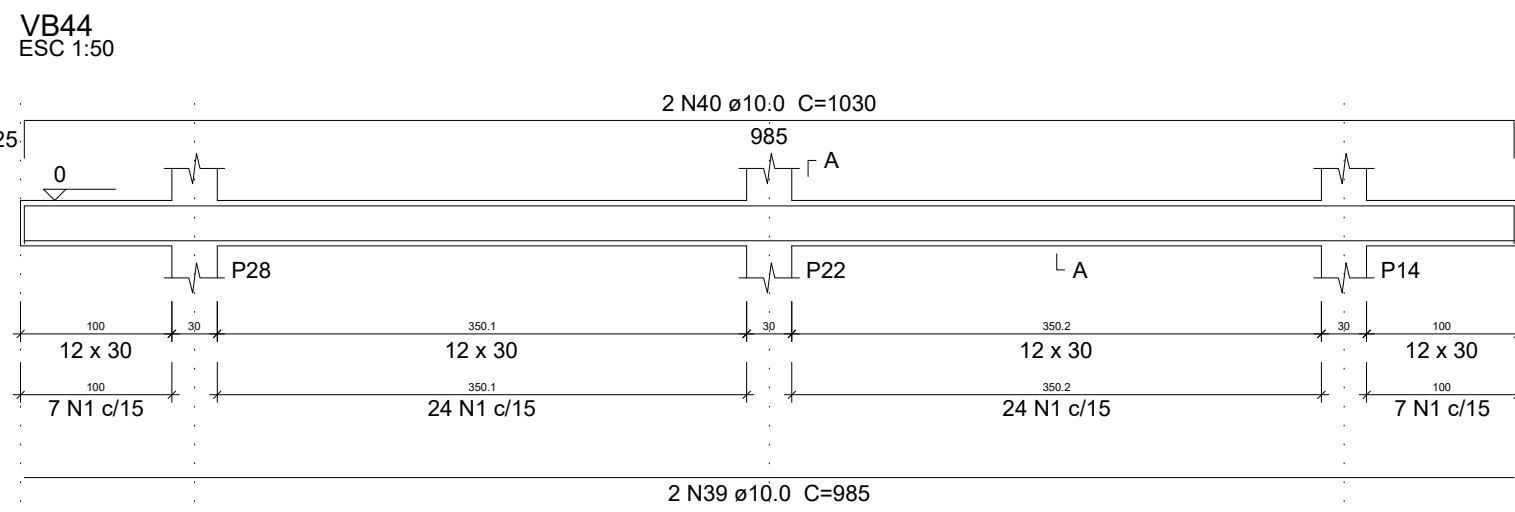 VB44
ESC 1:50
2 N40 ø10.0 C=1030
25
985
A
0
P28
P22
A
P14
100
30
350.1
30
350.2
30
100
12 x 30
12 x 30
12 x 30
12 x 30
100
350.1
350.2
100
7 N1 c/15
24 N1 c/15
24 N1 c/15
7 N1 c/15
2 N39 ø10.0 C=985